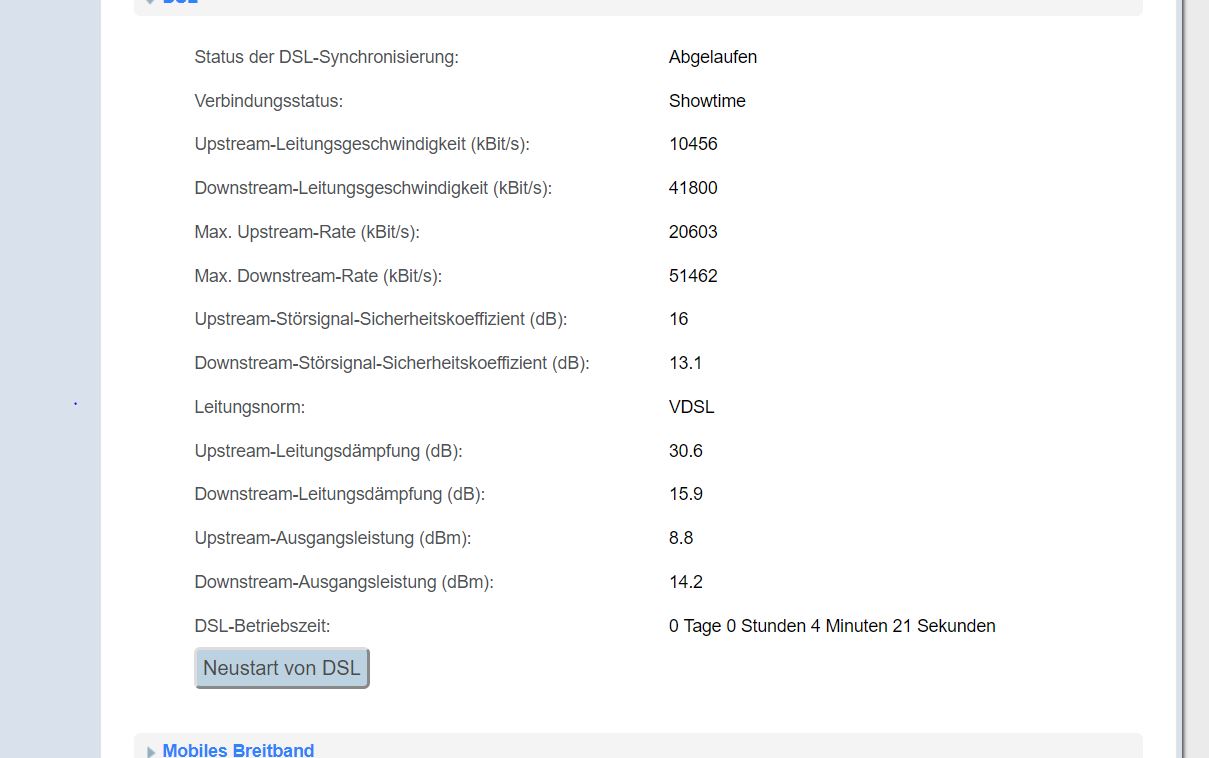 DSL
Status der DSL-Synchronisierung: Abgelaufen
Verbindungsstatus: Showtime
Upstream-Leitungsgeschwindigkeit (kBit/s): 10456
Downstream-Leitungsgeschwindigkeit (kBit/s): 41800
Max. Upstream-Rate (kBit/s): 20603
Max. Downstream-Rate (kBit/s): 51462
Upstream-Störsignal-Sicherheitskoeffizient (dB): 16
Downstream-Störsignal-Sicherheitskoeffizient (dB): 13.1
Leitungsnorm: VDSL
Upstream-Leitungsdämpfung (dB): 30.6
Downstream-Leitungsdämpfung (dB): 15.9
Upstream-Ausgangsleistung (dBm): 8.8
Downstream-Ausgangsleistung (dBm): 14.2
DSL-Betriebszeit: 0 Tage 0 Stunden 4 Minuten 21 Sekunden
Neustart von DSL
Mobiles Breitband